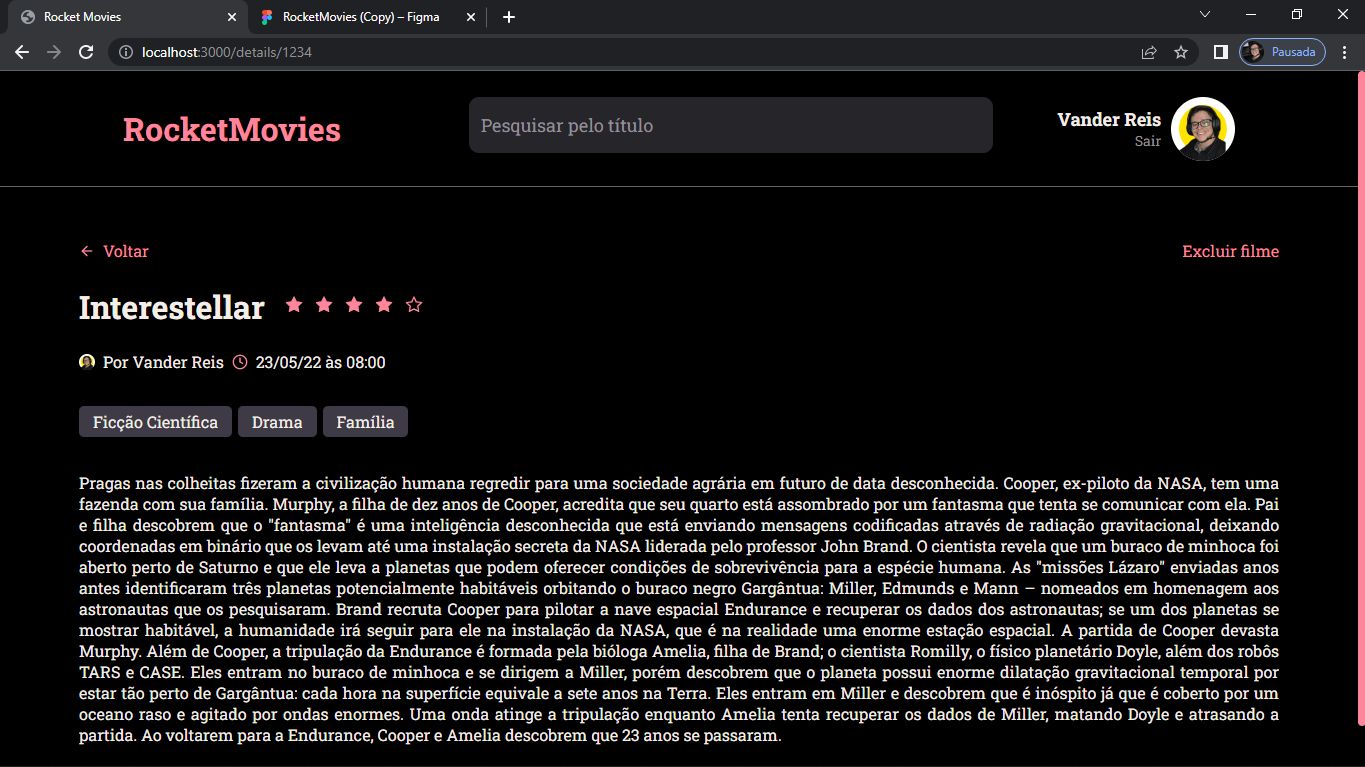 Rocket Movies
RocketMovies (Copy) – Figma
localhost:3000/details/1234
Pausada
RocketMovies
Pesquisar pelo título
Vander Reis
Sair
Voltar
Excluir filme
Interestellar
Por Vander Reis 23/05/22 às 08:00
Ficção Científica Drama Família
Pragas nas colheitas fizeram a civilização humana regredir para uma sociedade agrária em futuro de data desconhecida. Cooper, ex-piloto da NASA, tem uma
fazenda com sua família. Murphy, a filha de dez anos de Cooper, acredita que seu quarto está assombrado por um fantasma que tenta se comunicar com ela. Pai
e filha descobrem que o "fantasma" é uma inteligência desconhecida que está enviando mensagens codificadas através de radiação gravitacional, deixando
coordenadas em binário que os levam até uma instalação secreta da NASA liderada pelo professor John Brand. O cientista revela que um buraco de minhoca foi
aberto perto de Saturno e que ele leva a planetas que podem oferecer condições de sobrevivência para a espécie humana. As "missões Lázaro" enviadas anos
antes identificaram três planetas potencialmente habitáveis orbitando o buraco negro Gargântua: Miller, Edmunds e Mann – nomeados em homenagem aos
astronautas que os pesquisaram. Brand recruta Cooper para pilotar a nave espacial Endurance e recuperar os dados dos astronautas; se um dos planetas se
mostrar habitável, a humanidade irá seguir para ele na instalação da NASA, que é na realidade uma enorme estação espacial. A partida de Cooper devasta
Murphy. Além de Cooper, a tripulação da Endurance é formada pela bióloga Amelia, filha de Brand; o cientista Romilly, o físico planetário Doyle, além dos robôs
TARS e CASE. Eles entram no buraco de minhoca e se dirigem a Miller, porém descobrem que o planeta possui enorme dilatação gravitacional temporal por
estar tão perto de Gargântua: cada hora na superfície equivale a sete anos na Terra. Eles entram em Miller e descobrem que é inóspito já que é coberto por um
oceano raso e agitado por ondas enormes. Uma onda atinge a tripulação enquanto Amelia tenta recuperar os dados de Miller, matando Doyle e atrasando a
partida. Ao voltarem para a Endurance, Cooper e Amelia descobrem que 23 anos se passaram.